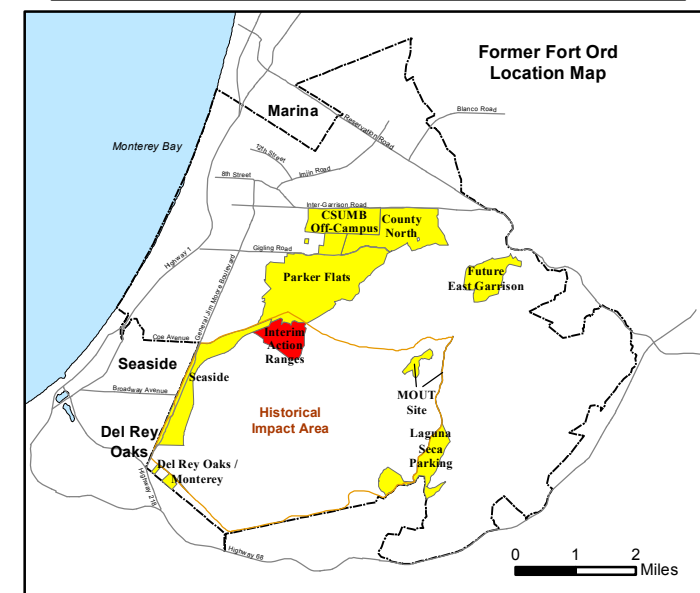 Former Fort Ord
Location Map
Marina
Blanco Road
Reservation Road
Monterey Bay
12th Street
Imjin Road
8th Street
Inter-Garrison Road
CSUMB
Off-Campus
County
North
Gigling Road
Highway 1
General Jim Moore Boulevard
Parker Flats
Future
East Garrison
Coe Avenue
Interim
Action
Ranges
Seaside
Seaside
Broadway Avenue
MOUT
Site
Historical
Impact Area
Del Rey
Oaks
Laguna
Seca
Parking
Del Rey Oaks /
Monterey
Highway 218
Highway 68
0 1 2
Miles